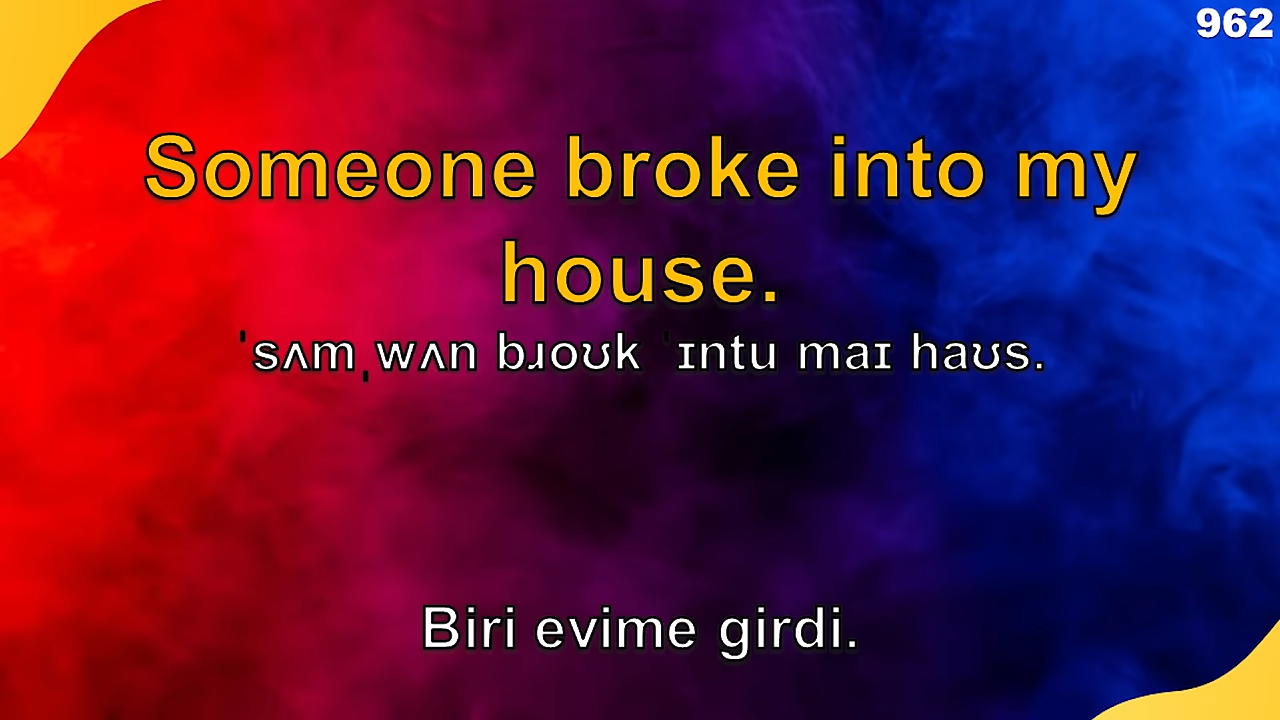 962
Someone broke into my
house.
ˈsʌmˌwʌn bɹoʊk ˈɪntu maɪ haʊs.
Biri evime girdi.